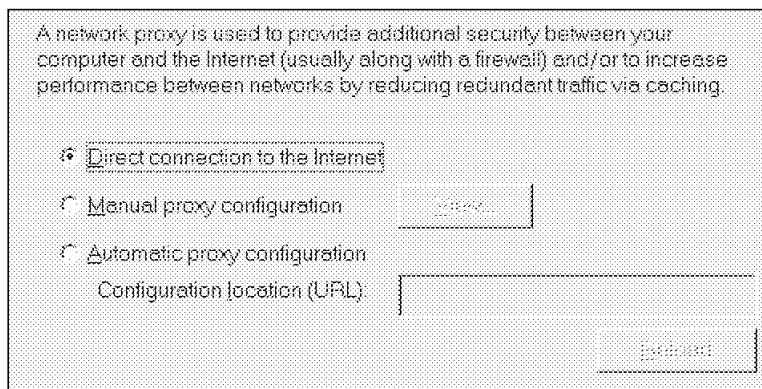 A network proxy is used to provide additional security between your
computer and the Internet (usually along with a firewall) and/or to increase
performance between networks by reducing redundant traffic via caching.
Direct connection to the Internet
Manual proxy configuration View...
Automatic proxy configuration
Configuration location (URL):
Reload